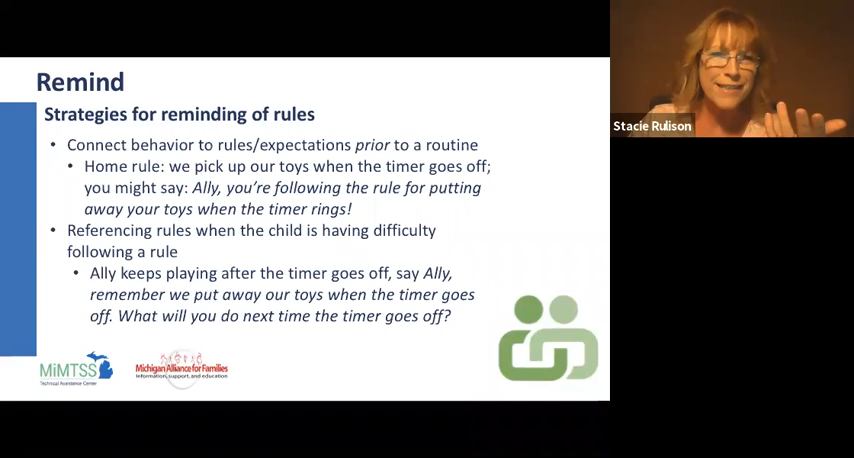 Remind
Strategies for reminding of rules
• Connect behavior to rules/expectations prior to a routine
• Home rule: we pick up our toys when the timer goes off;
you might say: Ally, you're following the rule for putting
away your toys when the timer rings!
• Referencing rules when the child is having difficulty
following a rule
• Ally keeps playing after the timer goes off, say Ally,
remember we put away our toys when the timer goes
off. What will you do next time the timer goes off?
MiMTSS
Technical Assistance Center
Michigan Alliance for Families
information, support, and education
Stacie Rulison